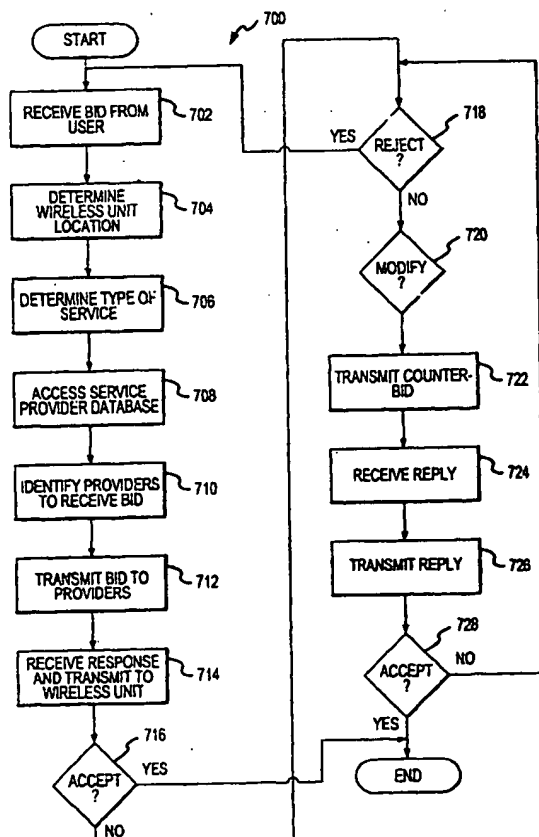 START
700
RECEIVE BID FROM
USER
702
DETERMINE
WIRELESS UNIT
LOCATION
704
DETERMINE TYPE OF
SERVICE
706
ACCESS SERVICE
PROVIDER DATABASE
708
IDENTIFY PROVIDERS
TO RECEIVE BID
710
TRANSMIT BID TO
PROVIDERS
712
RECEIVE RESPONSE
AND TRANSMIT TO
WIRELESS UNIT
714
716
ACCEPT
?
YES
NO
718
YES
REJECT
?
NO
720
MODIFY
?
TRANSMIT COUNTER-
BID
722
RECEIVE REPLY
724
TRANSMIT REPLY
726
728
ACCEPT
?
NO
YES
END